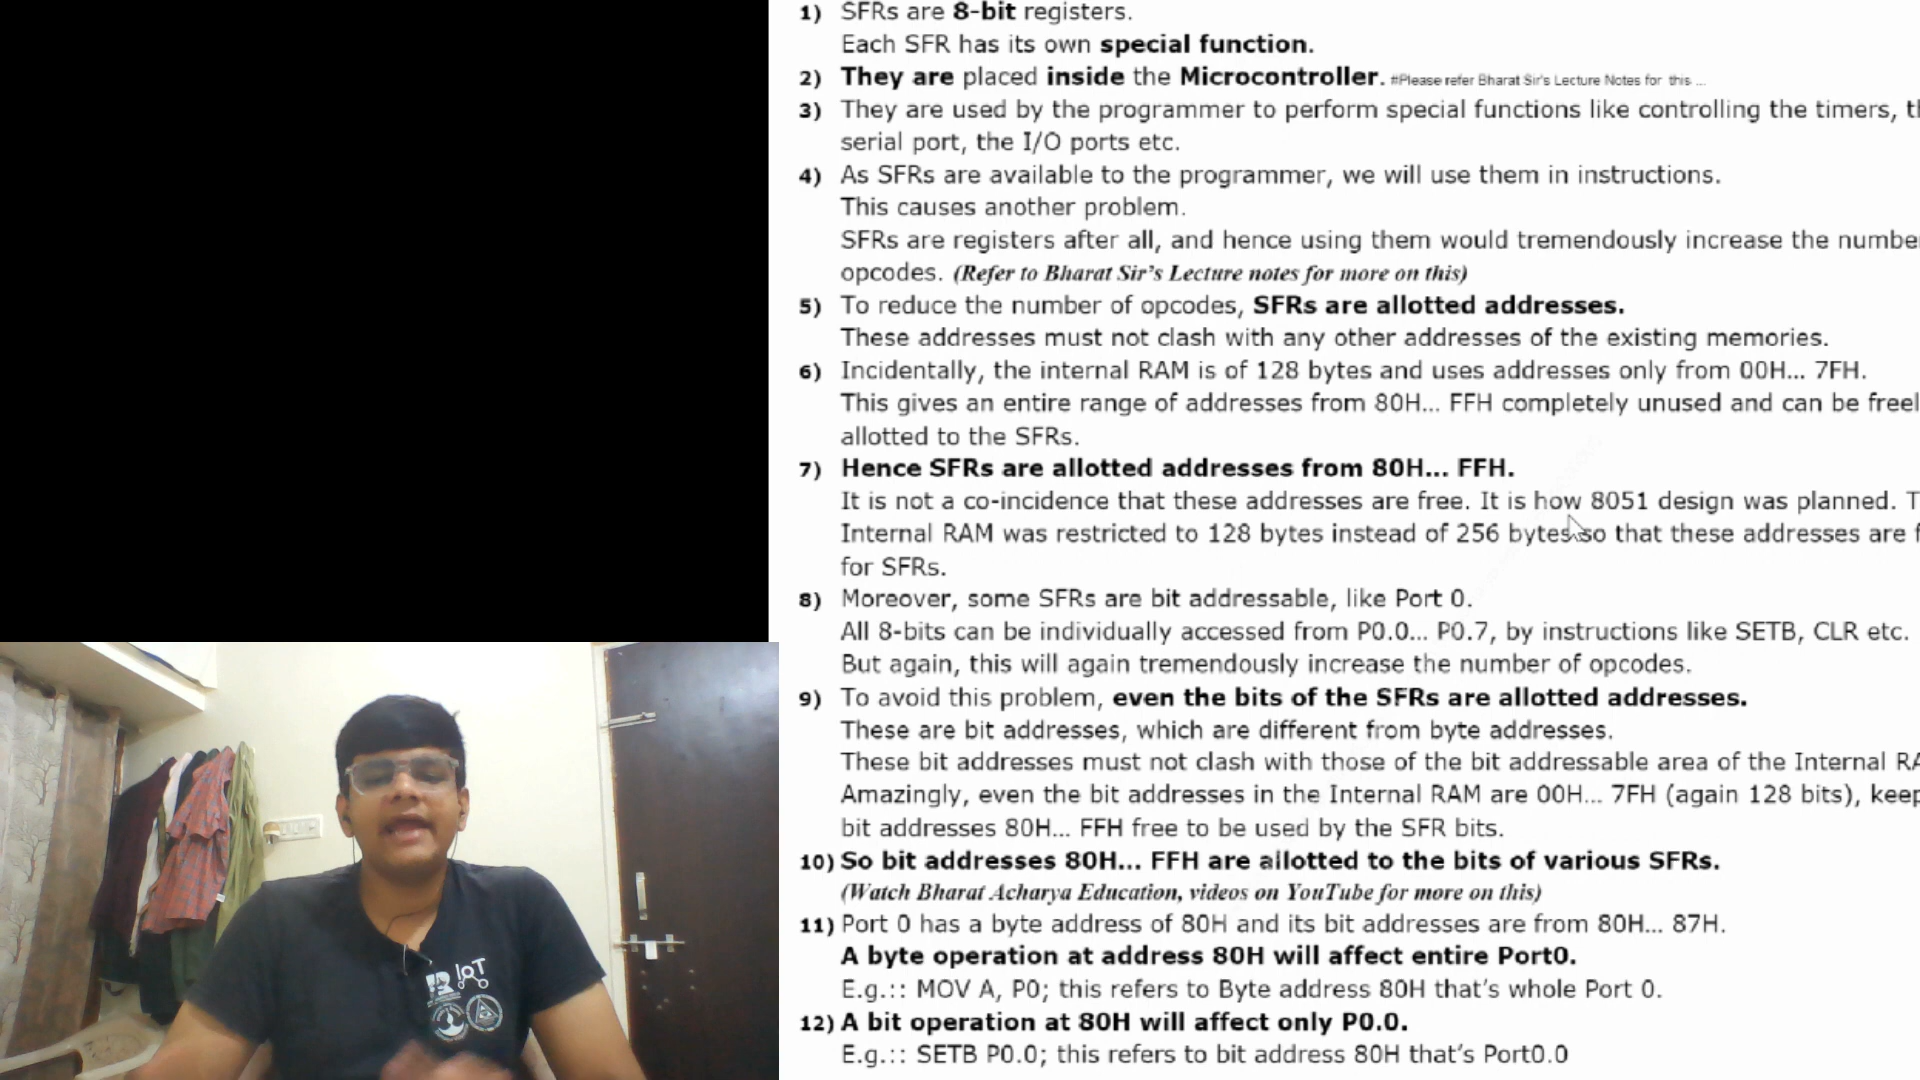 1) SFRs are 8-bit registers.
Each SFR has its own special function.
2) They are placed inside the Microcontroller. #Please refer Bharat Sir's Lecture Notes for this ...
3) They are used by the programmer to perform special functions like controlling the timers, th
serial port, the I/O ports etc.
4) As SFRs are available to the programmer, we will use them in instructions.
This causes another problem.
SFRs are registers after all, and hence using them would tremendously increase the numbe
opcodes. (Refer to Bharat Sir's Lecture notes for more on this)
5) To reduce the number of opcodes, SFRs are allotted addresses.
These addresses must not clash with any other addresses of the existing memories.
6) Incidentally, the internal RAM is of 128 bytes and uses addresses only from 00H... 7FH.
This gives an entire range of addresses from 80H... FFH completely unused and can be freel
allotted to the SFRs.
7) Hence SFRs are allotted addresses from 80H... FFH.
It is not a co-incidence that these addresses are free. It is how 8051 design was planned. T
Internal RAM was restricted to 128 bytes instead of 256 bytes so that these addresses are f
for SFRs.
8) Moreover, some SFRs are bit addressable, like Port 0.
All 8-bits can be individually accessed from P0.0... P0.7, by instructions like SETB, CLR etc.
But again, this will again tremendously increase the number of opcodes.
9) To avoid this problem, even the bits of the SFRs are allotted addresses.
These are bit addresses, which are different from byte addresses.
These bit addresses must not clash with those of the bit addressable area of the Internal RA
Amazingly, even the bit addresses in the Internal RAM are 00H... 7FH (again 128 bits), keep
bit addresses 80H... FFH free to be used by the SFR bits.
10) So bit addresses 80H... FFH are allotted to the bits of various SFRs.
(Watch Bharat Acharya Education, videos on YouTube for more on this)
11) Port 0 has a byte address of 80H and its bit addresses are from 80H... 87H.
A byte operation at address 80H will affect entire Port0.
E.g.:: MOV A, P0; this refers to Byte address 80H that's whole Port 0.
12) A bit operation at 80H will affect only P0.0.
E.g.:: SETB P0.0; this refers to bit address 80H that's Port0.0
IoT